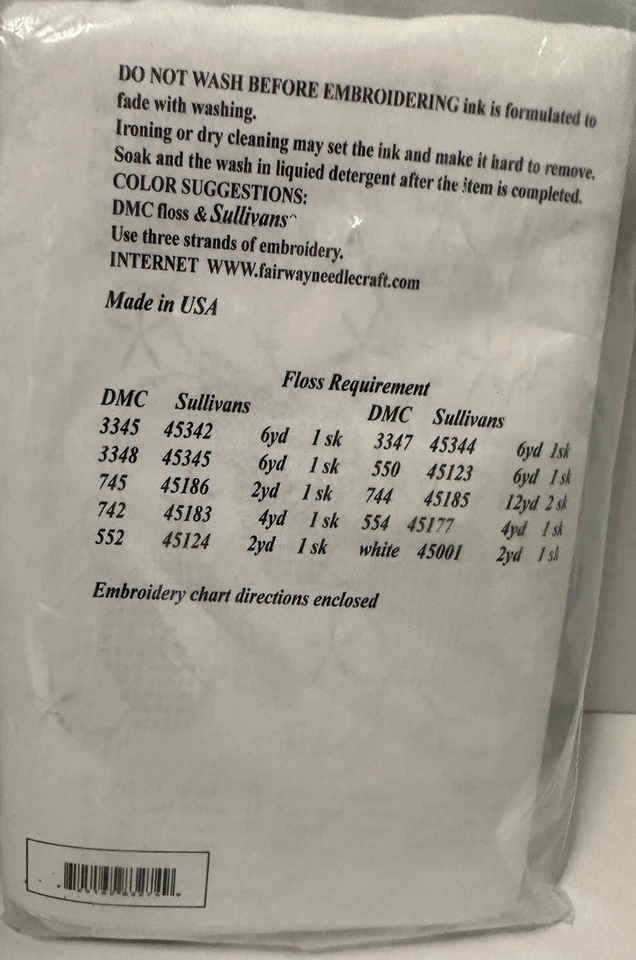 DO NOT WASH BEFORE EMBROIDERING ink is formulated to
fade with washing.
Ironing or dry cleaning may set the ink and make it hard to remove.
Soak and the wash in liquied detergent after the item is completed.
COLOR SUGGESTIONS:
DMC floss & Sullivans^
Use three strands of embroidery.
INTERNET WWW.fairwayneedlecraft.com
Made in USA
Floss Requirement
DMC Sullivans DMC Sullivans
3345 45342 6yd 1 sk 3347 45344 6yd 1sk
3348 45345 6yd 1 sk 550 45123 6yd 1 sk
745 45186 2yd 1 sk 744 45185 12yd 2 sk
742 45183 4yd 1 sk 554 45177 4yd 1 sk
552 45124 2yd 1 sk white 45001 2yd 1 sk
Embroidery chart directions enclosed